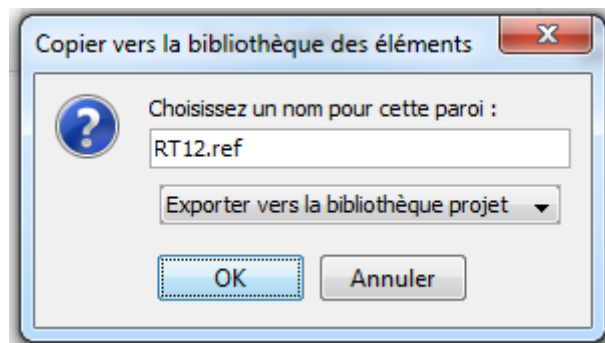 Copier vers la bibliothèque des éléments
Choisissez un nom pour cette paroi :
RT12.ref
Exporter vers la bibliothèque projet
OK
Annuler